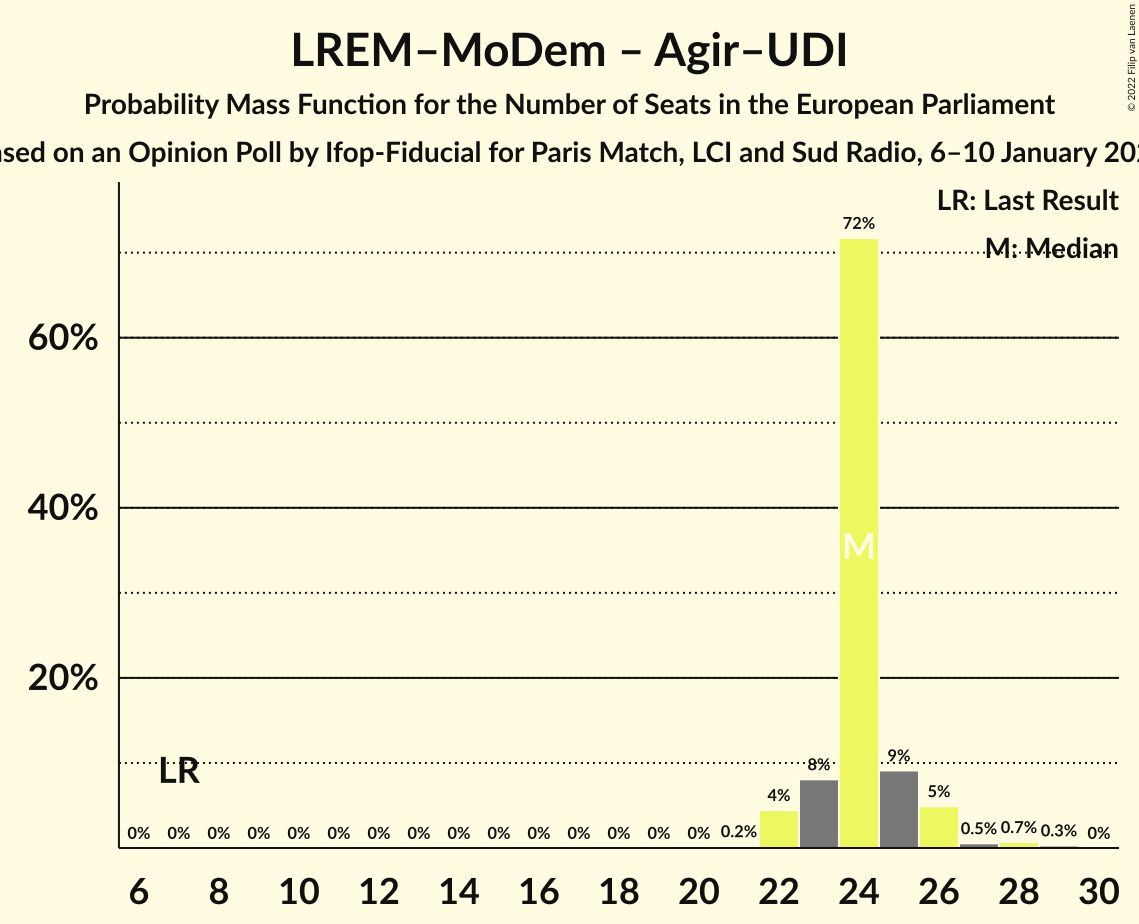 © 2022 Filip van Laenen
LREM–MoDem – Agir–UDI
Probability Mass Function for the Number of Seats in the European Parliament
on an Opinion Poll by Ifop-Fiducial for Paris Match, LCI and Sud Radio, 6–10 January
LR: Last Result
M: Median
72%
60%
40%
M
20%
LR
0% 0% 0% 0% 0% 0% 0% 0% 0% 0% 0% 0% 0% 0% 0% 0.2% 4% 8% 9% 5% 0.5% 0.7% 0.3% 0%
6 8 10 12 14 16 18 20 22 24 26 28 30